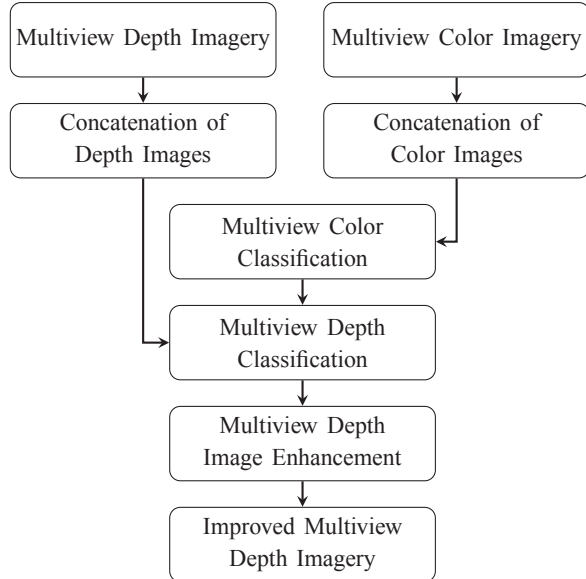 Multiview Depth Imagery
Multiview Color Imagery
Concatenation of
Depth Images
Concatenation of
Color Images
Multiview Color
Classification
Multiview Depth
Classification
Multiview Depth
Image Enhancement
Improved Multiview
Depth Imagery